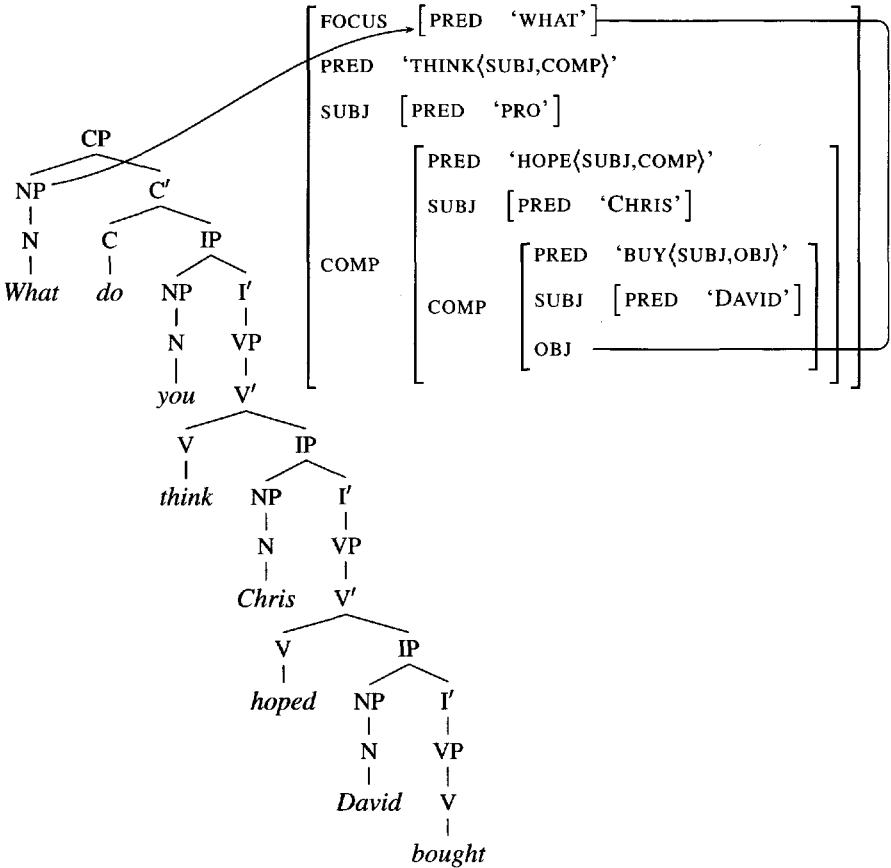 FOCUS [PRED ‘WHAT’]
PRED ‘THINK⟨SUBJ,COMP⟩’
SUBJ [PRED ‘PRO’]
CP
PRED ‘HOPE⟨SUBJ,COMP⟩’
NP C′
SUBJ [PRED ‘CHRIS’]
N C IP
PRED ‘BUY⟨SUBJ,OBJ⟩’
COMP
What do NP I′
COMP SUBJ [PRED ‘DAVID’]
N VP
OBJ
you V′
V IP
think NP I′
N VP
Chris V′
V IP
hoped NP I′
N VP
David V
bought